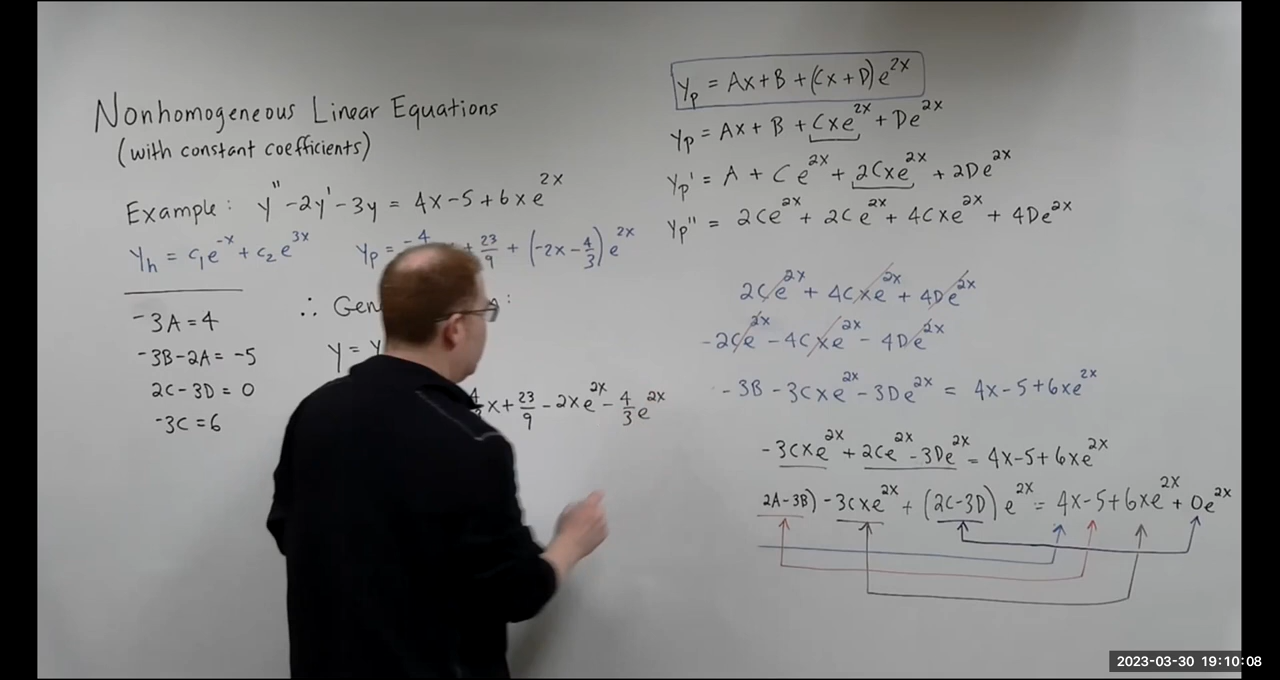 Nonhomogeneous Linear Equations
(with constant coefficients)
Example: y'' - 2y' - 3y = 4x - 5 + 6xe^{2x}
Y_h = c_1e^{-x} + c_2e^{3x}
Y_p = -4 + 23/9 + (-2x - 4/3)e^{2x}
-3A = 4
-3B - 2A = -5
2C - 3D = 0
-3C = 6
∴ Gen :
y = y
x + 23/9 - 2xe^{2x} - 4/3 e^{2x}
Y_p = Ax + B + (Cx + D)e^{2x}
Y_p = Ax + B + Cxe^{2x} + De^{2x}
Y_p' = A + Ce^{2x} + 2Cxe^{2x} + 2De^{2x}
Y_p'' = 2Ce^{2x} + 2Ce^{2x} + 4Cxe^{2x} + 4De^{2x}
2Ce^{2x} + 4Cxe^{2x} + 4De^{2x}
-2Ce^{2x} - 4Cxe^{2x} - 4De^{2x}
-3B - 3Cxe^{2x} - 3De^{2x} = 4x - 5 + 6xe^{2x}
-3Cxe^{2x} + 2Ce^{2x} - 3De^{2x} = 4x - 5 + 6xe^{2x}
2A - 3B) - 3Cxe^{2x} + (2C - 3D)e^{2x} = 4x - 5 + 6xe^{2x} + 0e^{2x}
2023-03-30 19:10:08